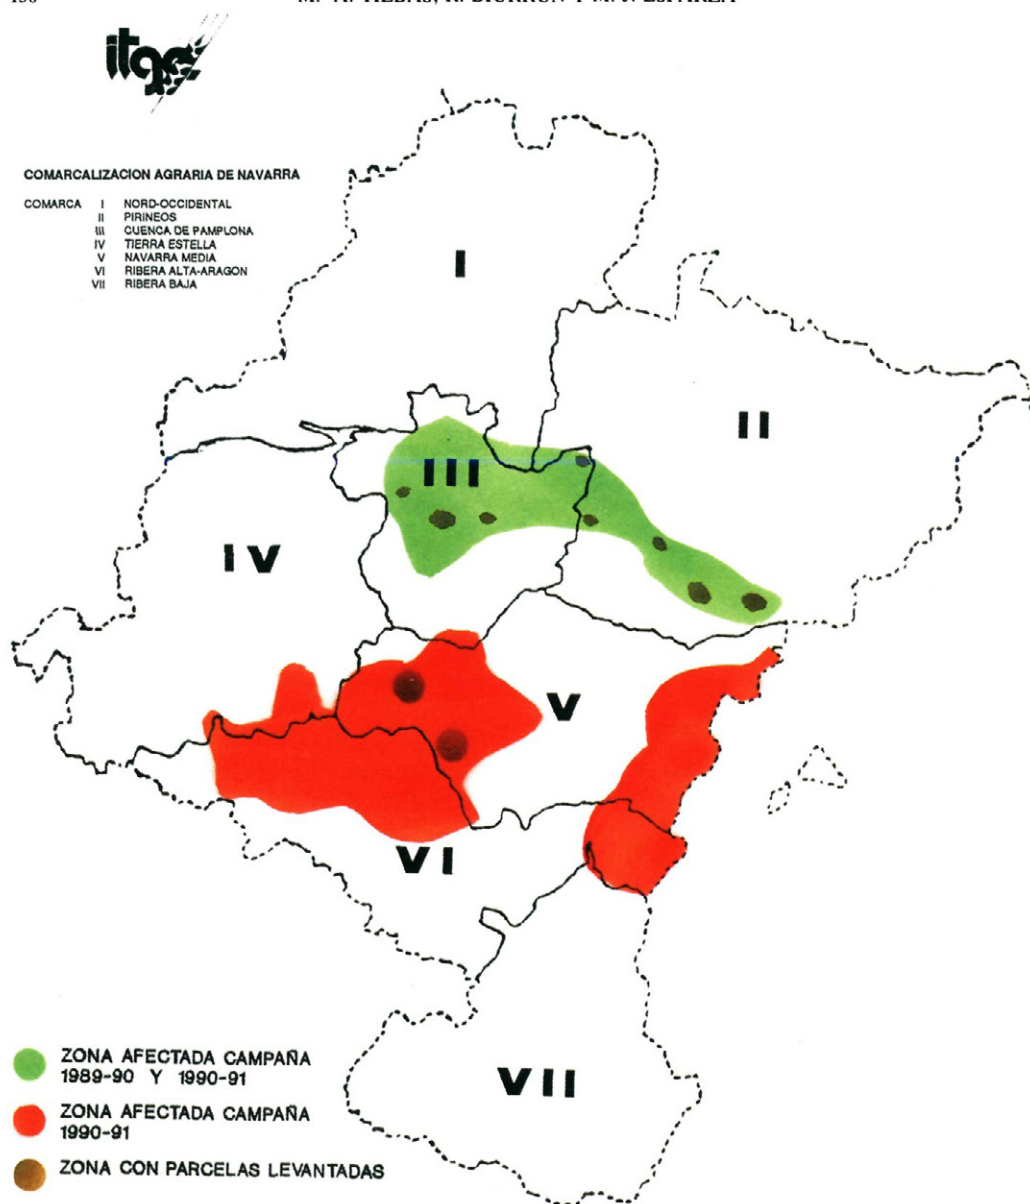 itga
COMARCALIZACION AGRARIA DE NAVARRA
COMARCA I NORD-OCCIDENTAL
II PIRINEOS
III CUENCA DE PAMPLONA
IV TIERRA ESTELLA
V NAVARRA MEDIA
VI RIBERA ALTA-ARAGON
VII RIBERA BAJA
I
II
III
IV
V
VI
VII
ZONA AFECTADA CAMPAÑA
1989-90 Y 1990-91
ZONA AFECTADA CAMPAÑA
1990-91
ZONA CON PARCELAS LEVANTADAS